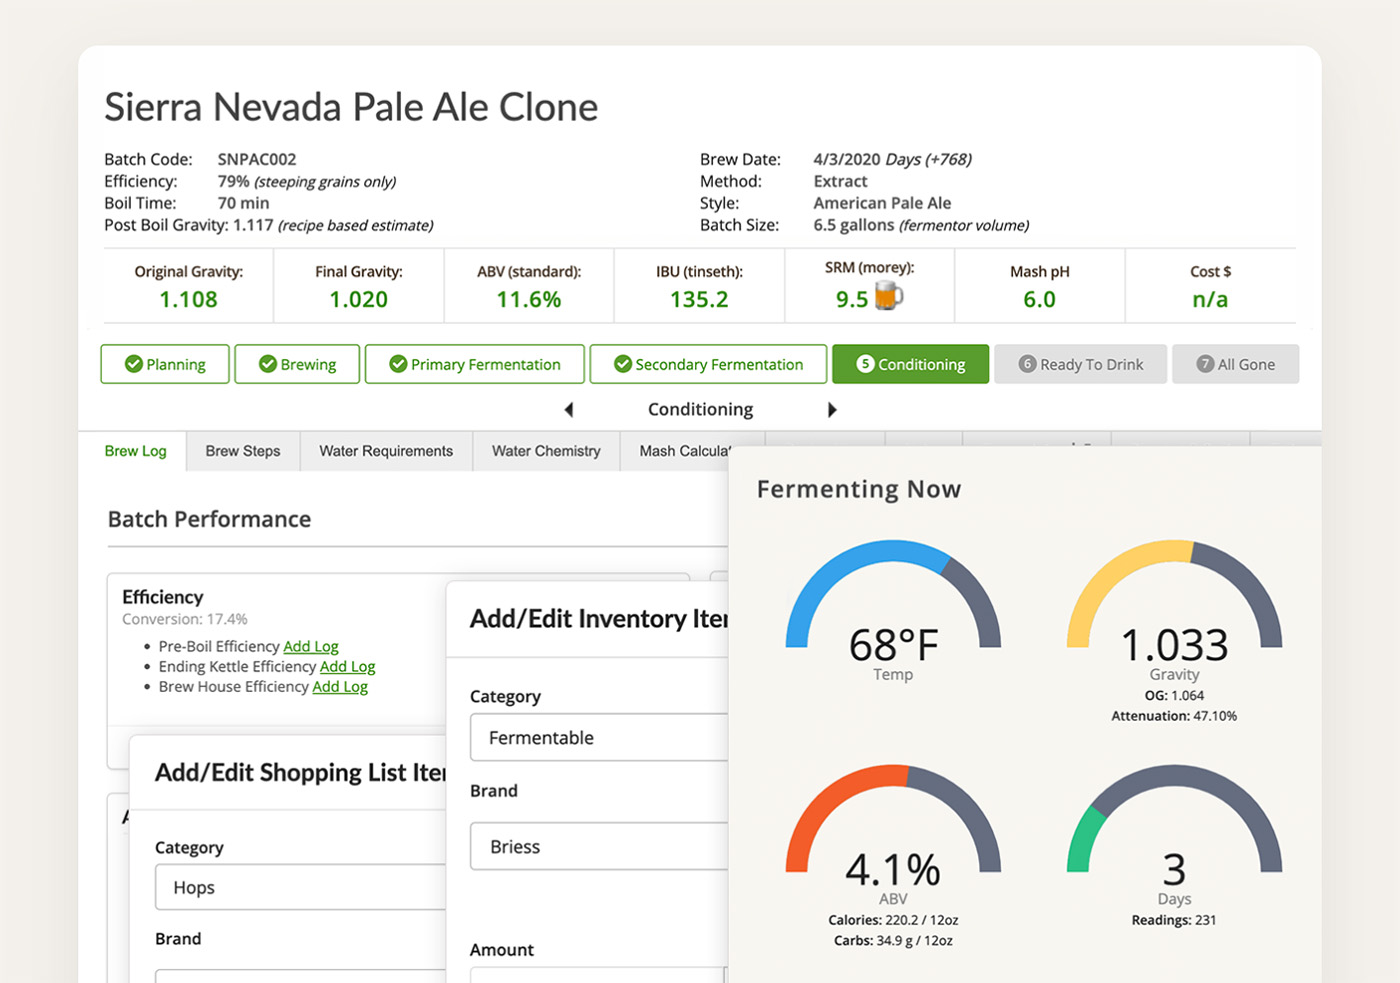 Sierra Nevada Pale Ale Clone
Batch Code: SNPAC002
Efficiency: 79% (steeping grains only)
Boil Time: 70 min
Post Boil Gravity: 1.117 (recipe based estimate)
Brew Date: 4/3/2020 Days (+768)
Method: Extract
Style: American Pale Ale
Batch Size: 6.5 gallons (fermentor volume)
Original Gravity: Final Gravity: ABV (standard): IBU (tinseth): SRM (morey): Mash pH Cost $
1.108 1.020 11.6% 135.2 9.5 6.0 n/a
Planning Brewing Primary Fermentation Secondary Fermentation 5 Conditioning 6 Ready To Drink 7 All Gone
Conditioning
Brew Log Brew Steps Water Requirements Water Chemistry Mash Calcula
Batch Performance
Efficiency
Conversion: 17.4%
• Pre-Boil Efficiency Add Log
• Ending Kettle Efficiency Add Log
• Brew House Efficiency Add Log
Add/Edit Shopping List Ite
Category
Hops
Brand
Add/Edit Inventory Ite
Category
Fermentable
Brand
Briess
Amount
Fermenting Now
68°F
Temp
1.033
Gravity
OG: 1.064
Attenuation: 47.10%
4.1%
ABV
Calories: 220.2 / 12oz
Carbs: 34.9 g / 12oz
3
Days
Readings: 231